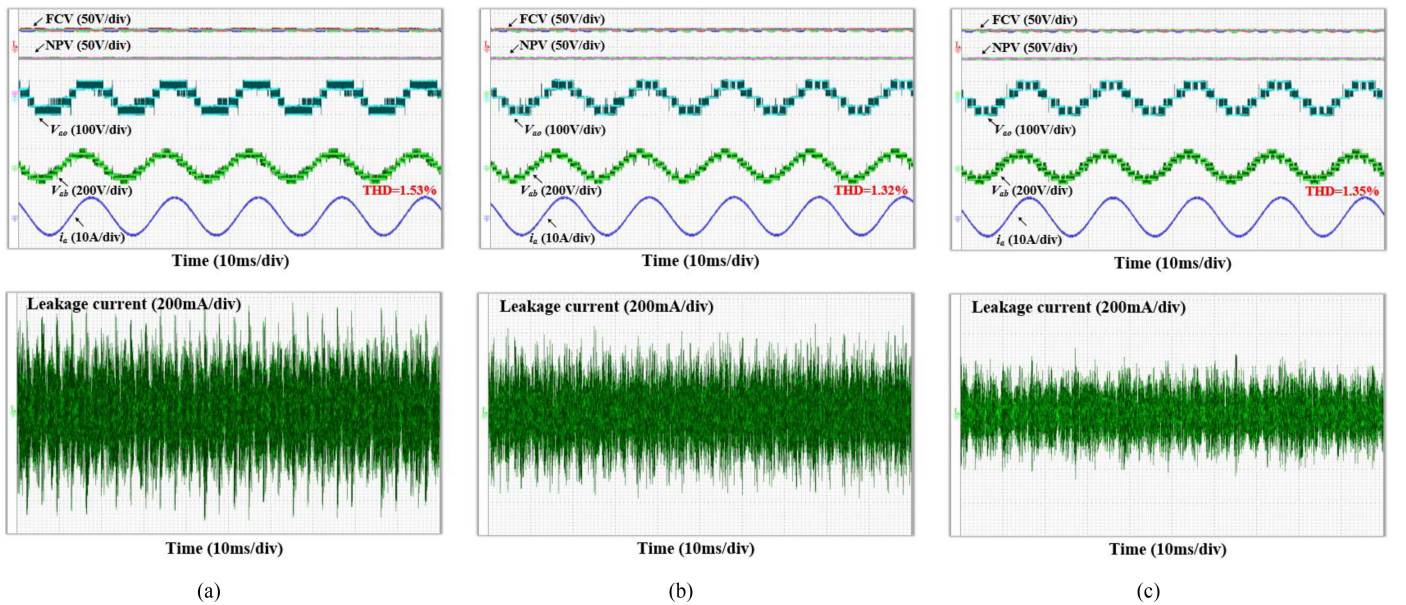 FCV (50V/div)
NPV (50V/div)
Vao (100V/div)
Vab (200V/div)
THD=1.53%
ia (10A/div)
Time (10ms/div)
FCV (50V/div)
NPV (50V/div)
Vao (100V/div)
Vab (200V/div)
THD=1.32%
ia (10A/div)
Time (10ms/div)
FCV (50V/div)
NPV (50V/div)
Vao (100V/div)
Vab (200V/div)
THD=1.35%
ia (10A/div)
Time (10ms/div)
Leakage current (200mA/div)
Time (10ms/div)
Leakage current (200mA/div)
Time (10ms/div)
Leakage current (200mA/div)
Time (10ms/div)
(a)
(b)
(c)